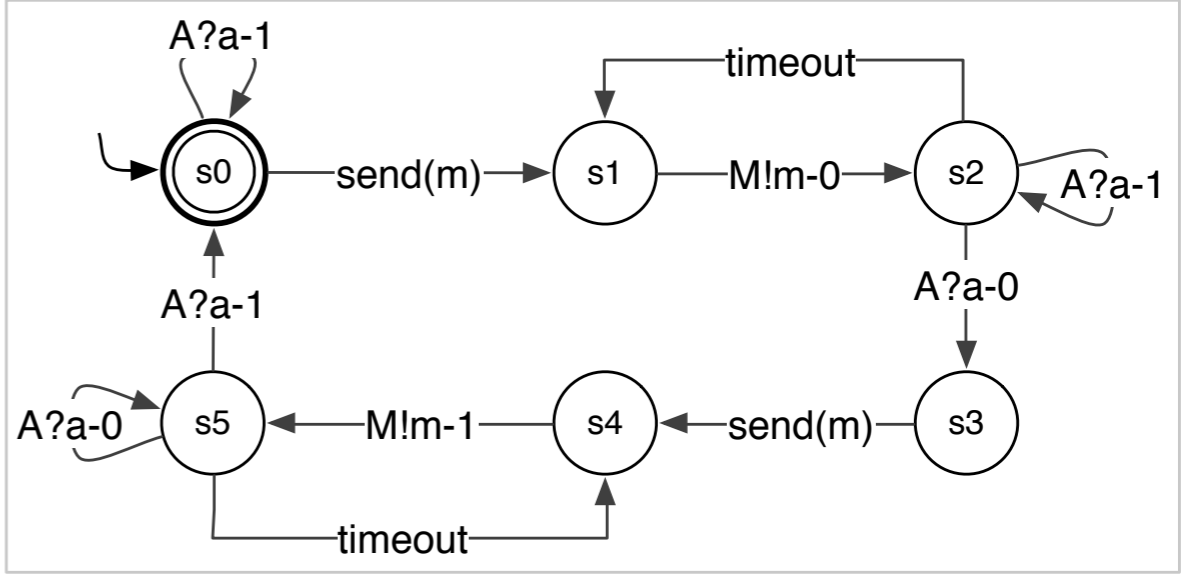 A?a-1
timeout
s0
send(m)
s1
M!m-0
s2
A?a-1
A?a-0
A?a-1
A?a-0
s5
M!m-1
s4
send(m)
s3
timeout